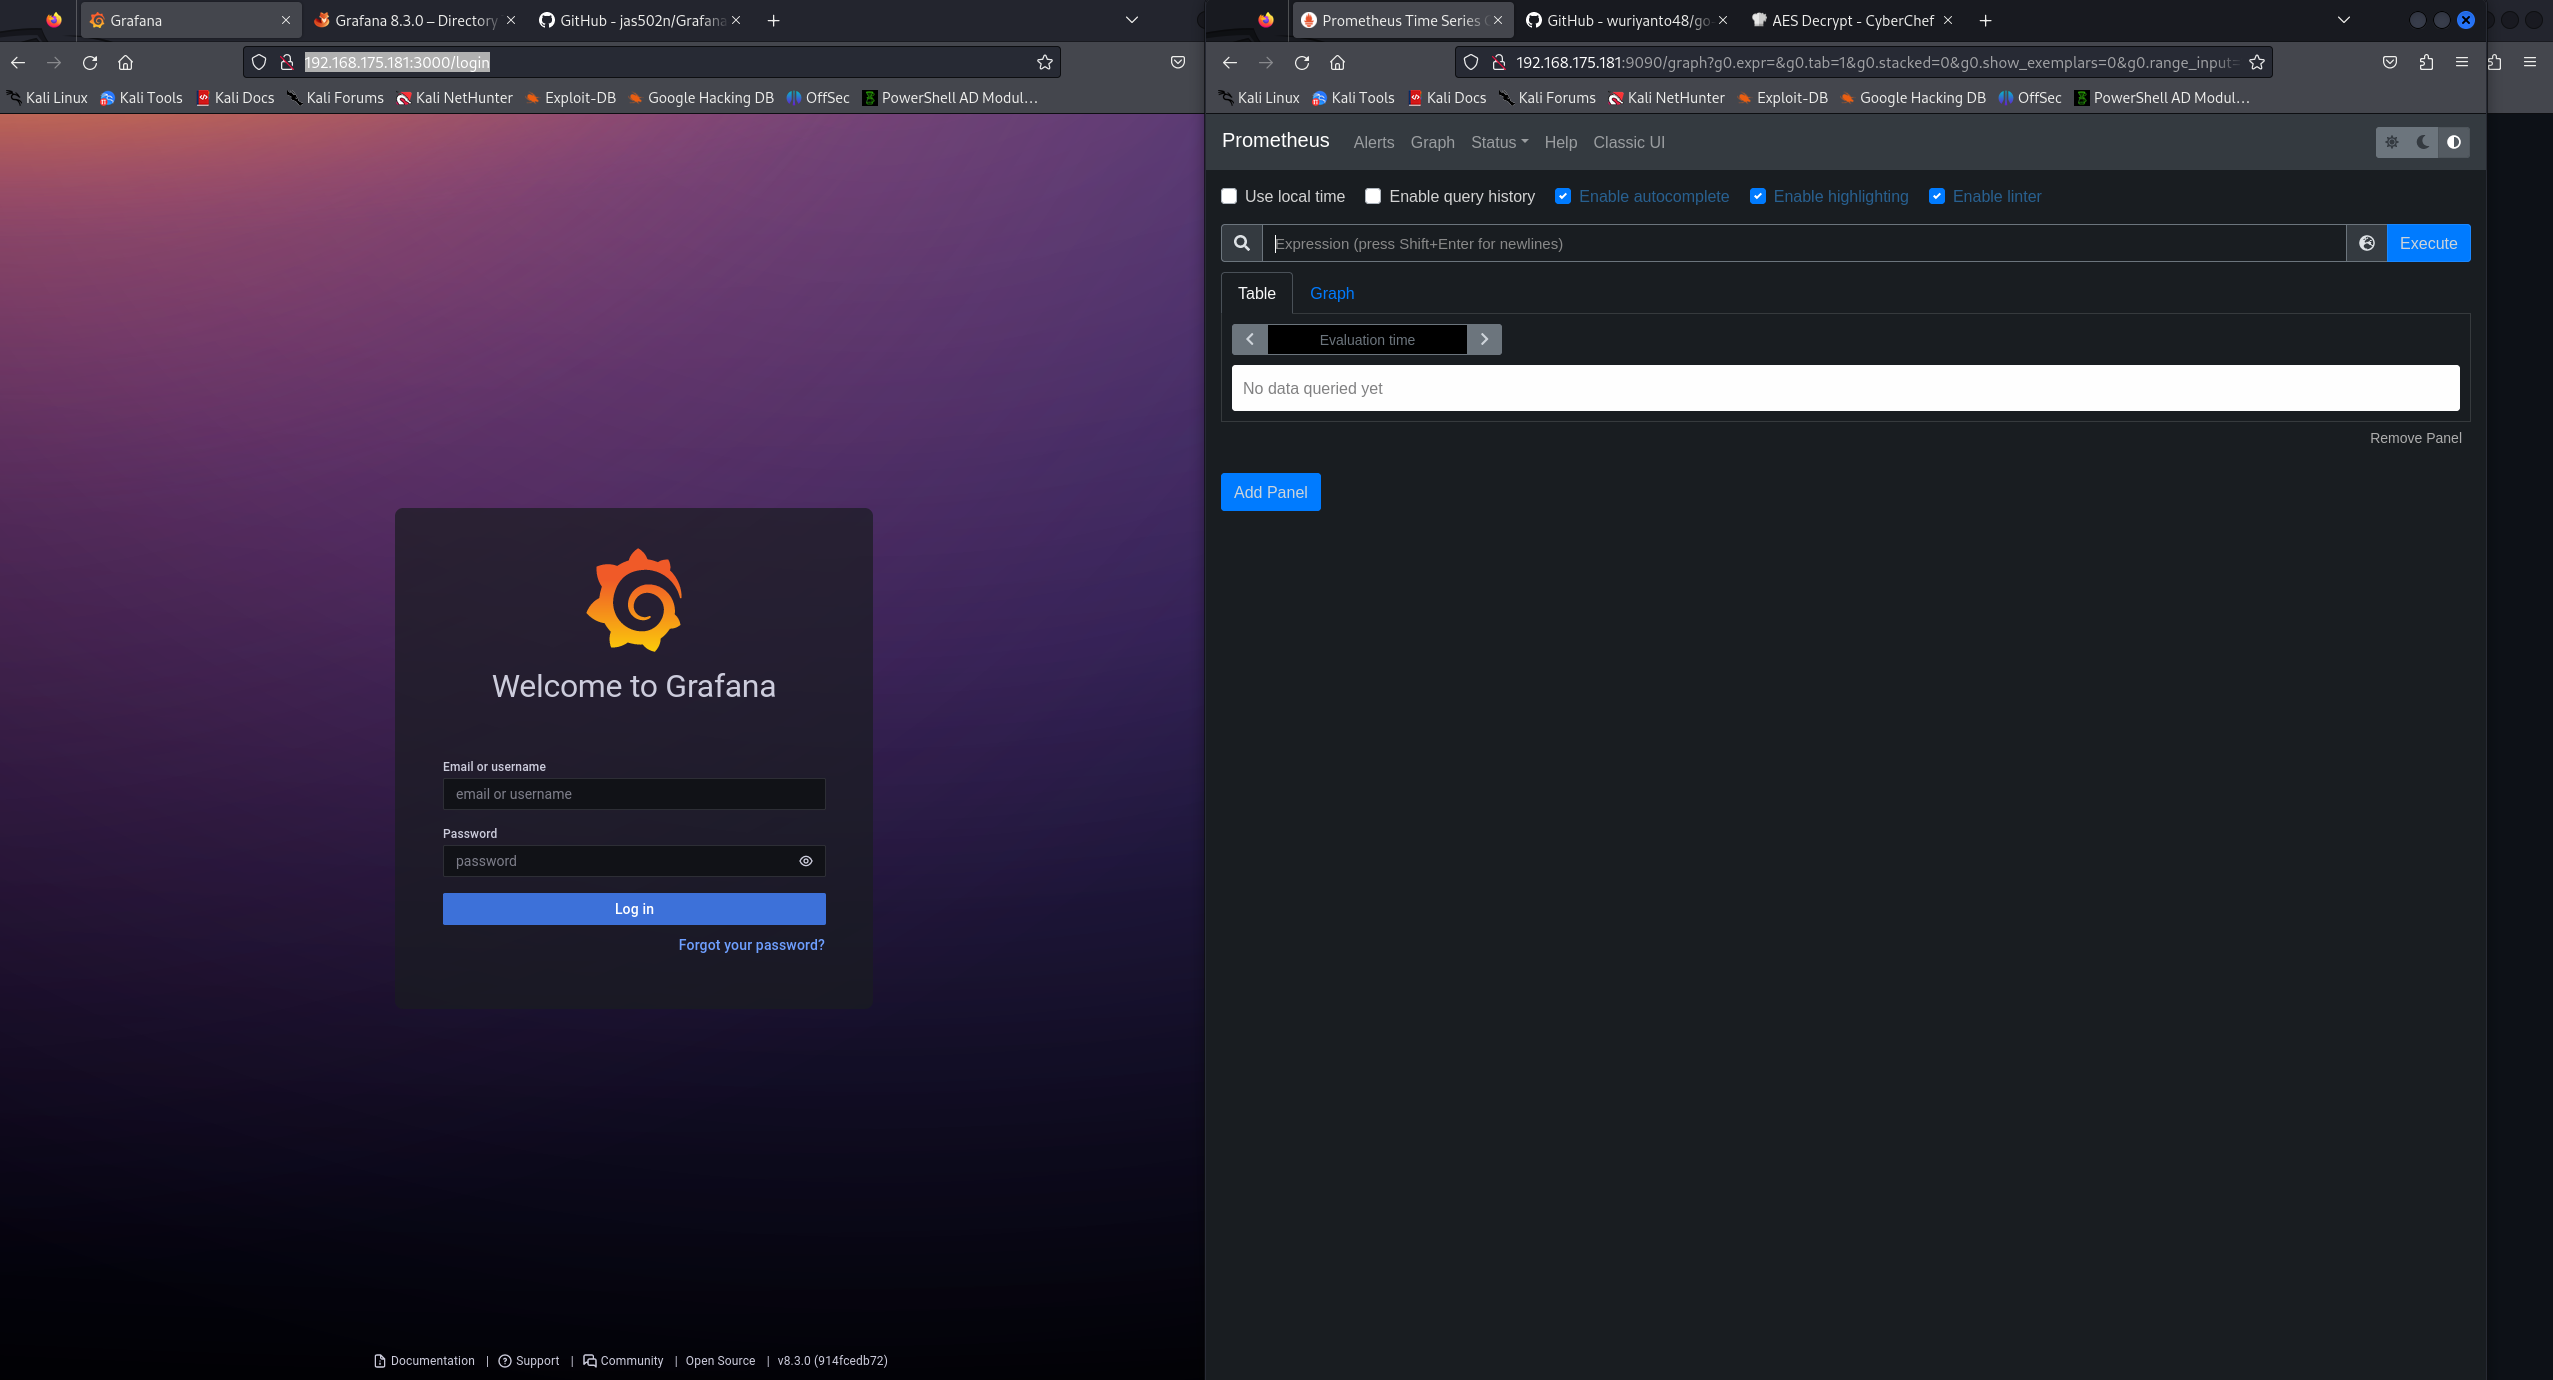 Grafana
Grafana 8.3.0 – Directory
GitHub - jas502n/Grafana
192.168.175.181:3000/login
Kali Linux
Kali Tools
Kali Docs
Kali Forums
Kali NetHunter
Exploit-DB
Google Hacking DB
OffSec
PowerShell AD Modul…
Welcome to Grafana
Email or username
email or username
Password
password
Log in
Forgot your password?
Documentation | Support | Community | Open Source | v8.3.0 (914fcedb72)
Prometheus Time Series
GitHub - wuriyanto48/go
AES Decrypt - CyberChef
192.168.175.181:9090/graph?g0.expr=&g0.tab=1&g0.stacked=0&g0.show_exemplars=0&g0.range_input=
Kali Linux
Kali Tools
Kali Docs
Kali Forums
Kali NetHunter
Exploit-DB
Google Hacking DB
OffSec
PowerShell AD Modul…
Prometheus
Alerts
Graph
Status
Help
Classic UI
Use local time
Enable query history
Enable autocomplete
Enable highlighting
Enable linter
Expression (press Shift+Enter for newlines)
Execute
Table
Graph
Evaluation time
No data queried yet
Remove Panel
Add Panel